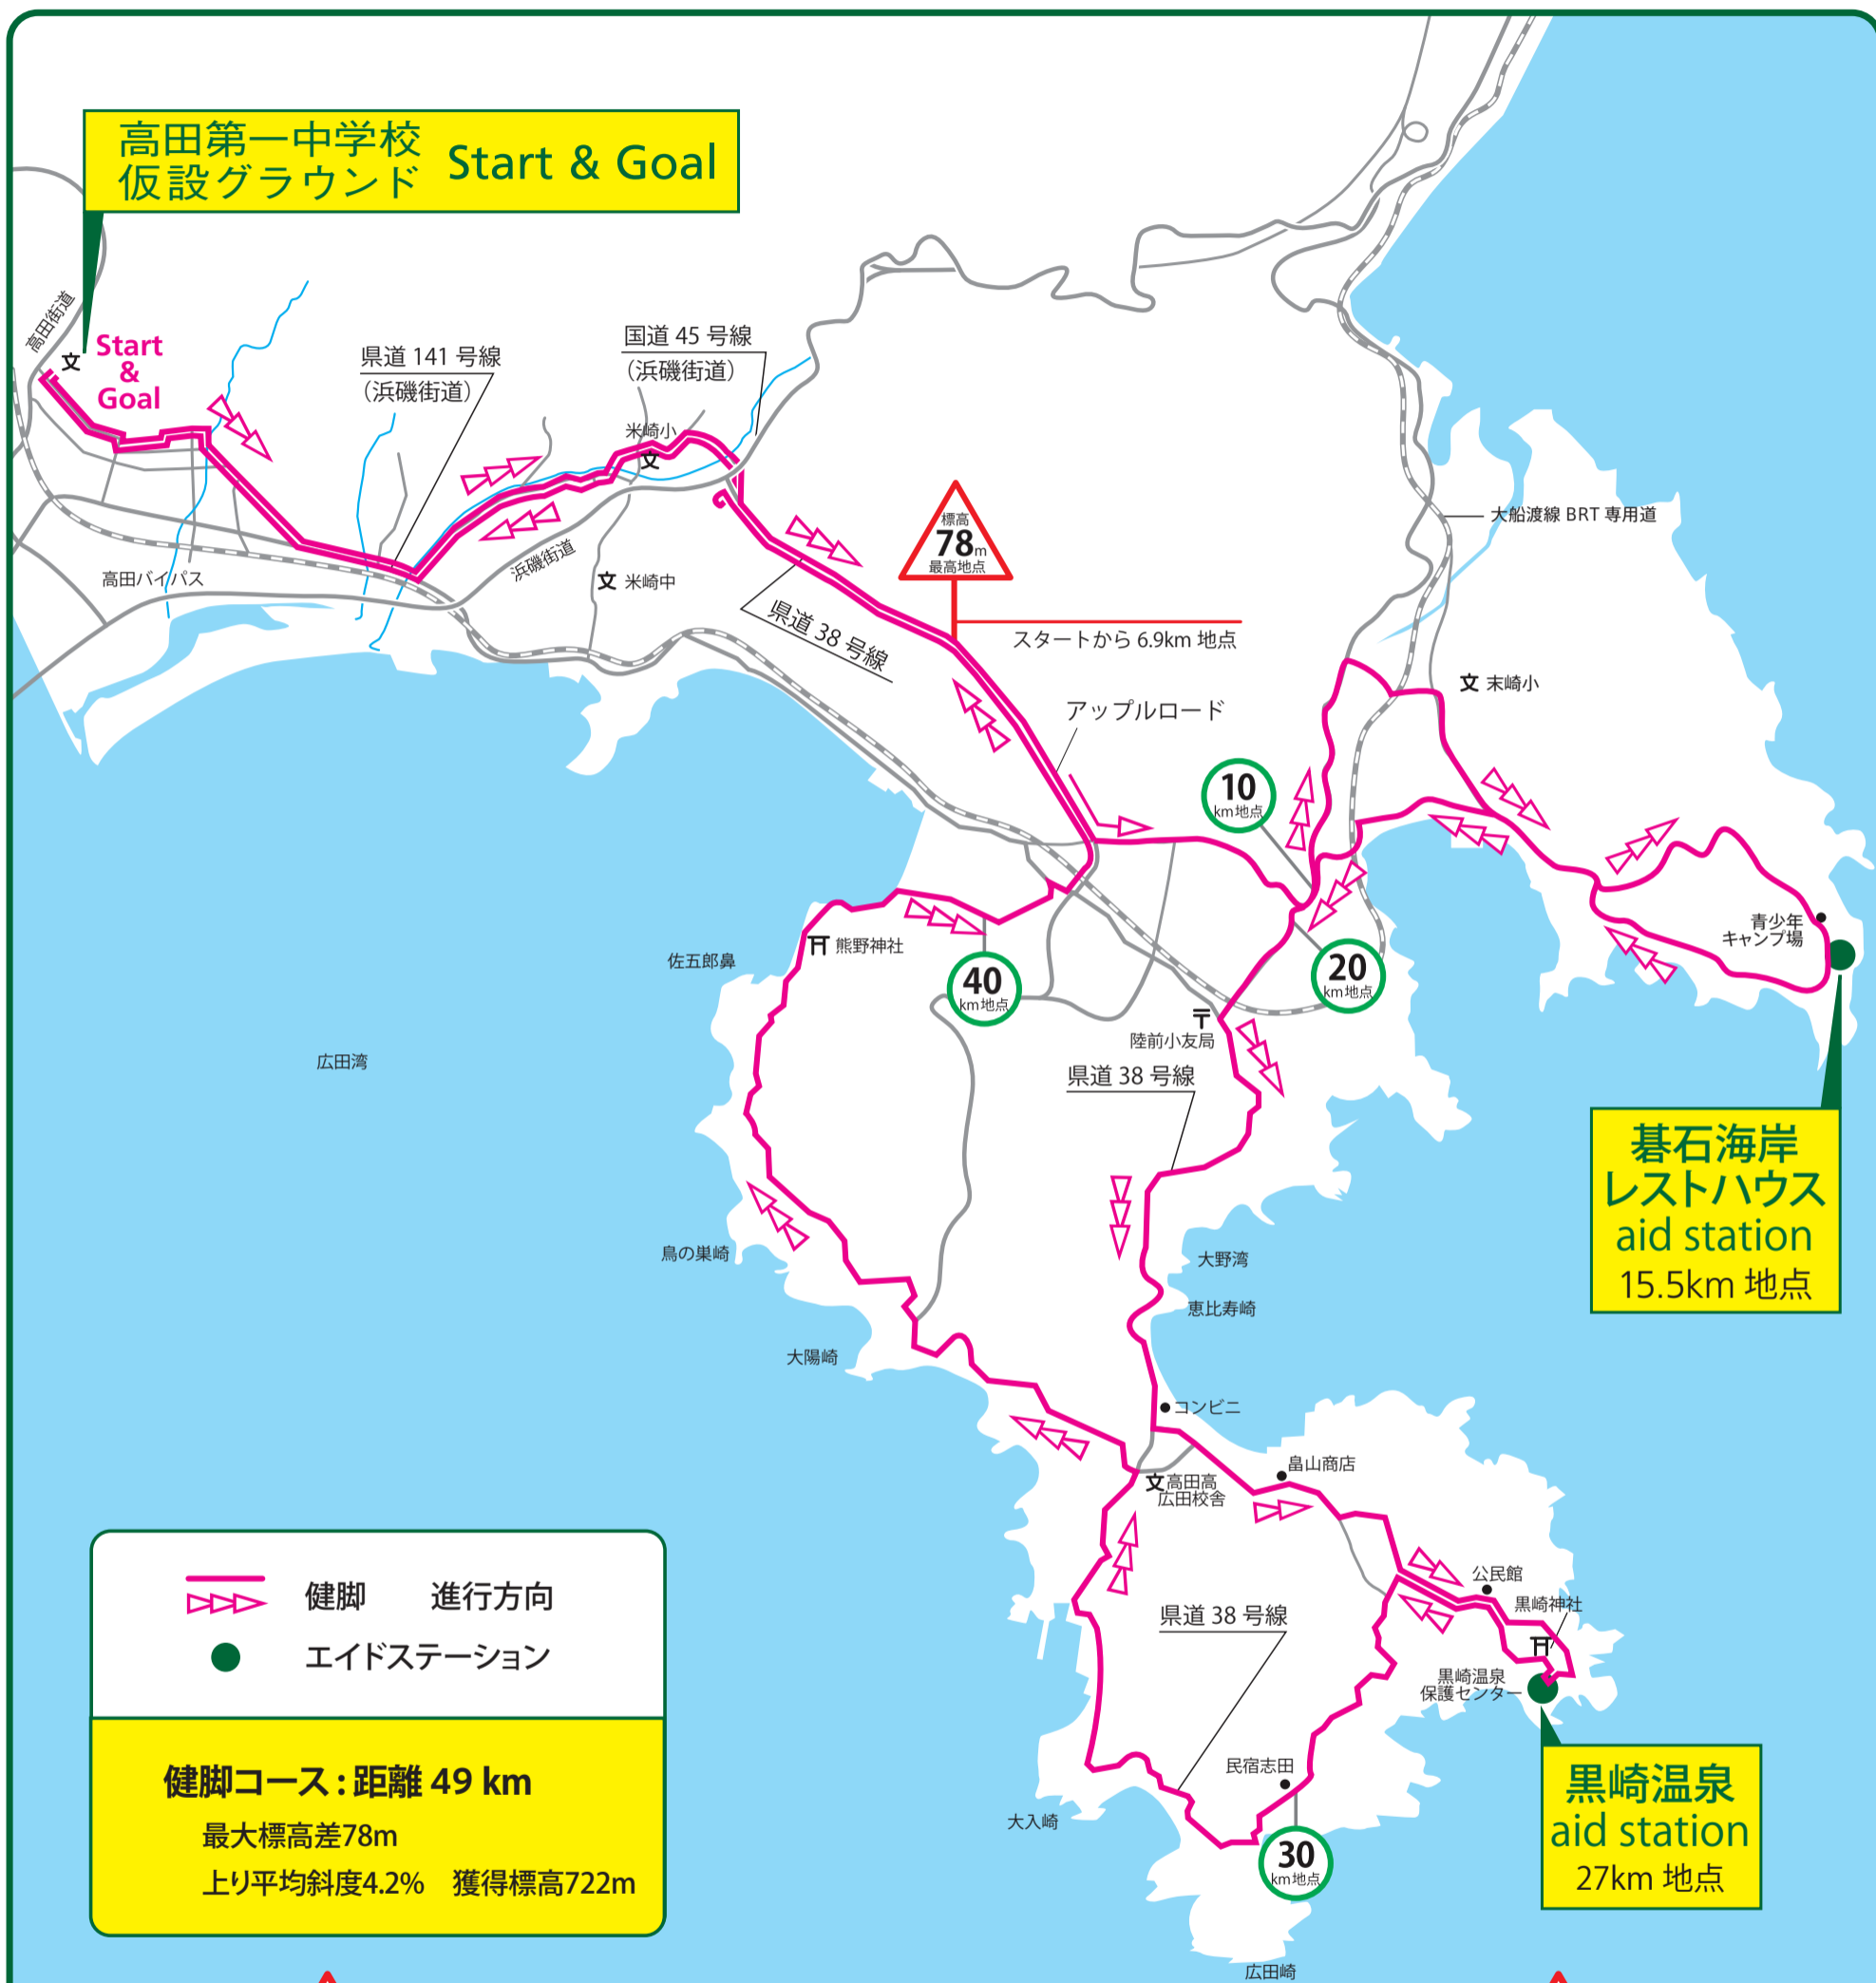 高田第一中学校
仮設グラウンド
Start & Goal
高田街道
Start
&
Goal
県道 141 号線
（浜磯街道）
国道 45 号線
（浜磯街道）
米崎小
高田バイパス
浜磯街道
米崎中
県道 38 号線
標高
78m
最高地点
スタートから 6.9km 地点
アップルロード
大船渡線 BRT 専用道
末崎小
10
km地点
20
km地点
40
km地点
青少年
キャンプ場
熊野神社
佐五郎鼻
広田湾
陸前小友局
県道 38 号線
碁石海岸
レストハウス
aid station
15.5km 地点
鳥の巣崎
大野湾
恵比寿崎
大陽崎
コンビニ
畠山商店
高田高
広田校舎
公民館
黒崎神社
県道 38 号線
黒崎温泉
保護センター
民宿志田
大入崎
30
km地点
黒崎温泉
aid station
27km 地点
広田崎
健脚　進行方向
エイドステーション
健脚コース : 距離 49 km
最大標高差78m
上り平均斜度4.2%　獲得標高722m